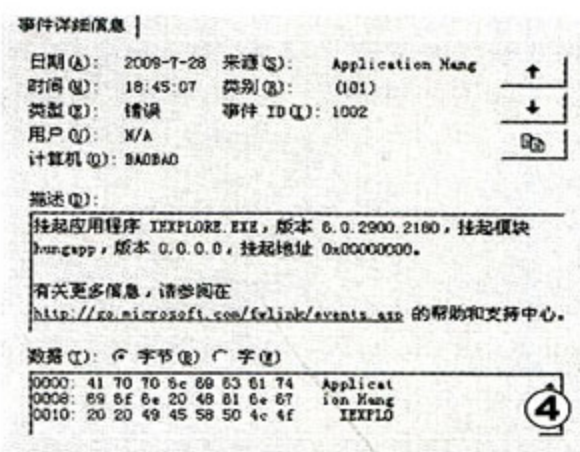 事件详细信息
日期(A): 2009-7-28 来源(S): Application Hang
时间(M): 18:45:07 类别(R): (101)
类型(E): 错误 事件 ID(I): 1002
用户(U): N/A
计算机(O): BAOBAO
描述(D):
挂起应用程序 IEXPLORE.EXE，版本 6.0.2900.2180，挂起模块
hungapp，版本 0.0.0.0，挂起地址 0x00000000。
有关更多信息，请参阅在
http://go.microsoft.com/fwlink/events.asp 的帮助和支持中心。
数据(T): 字节(B) 字(W)
0000: 41 70 70 6c 69 63 61 74 Applicat
0008: 69 6f 6e 20 48 61 6e 67 ion Hang
0010: 20 20 49 45 58 50 4c 4f IEXPLO
④